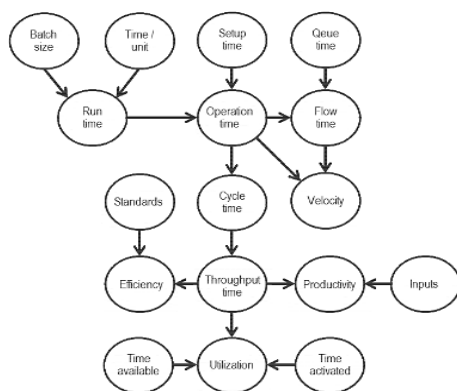 Batch
size
Time /
unit
Setup
time
Qeue
time
Run
time
Operation
time
Flow
time
Standards
Cycle
time
Velocity
Efficiency
Throughput
time
Productivity
Inputs
Time
available
Utilization
Time
activated